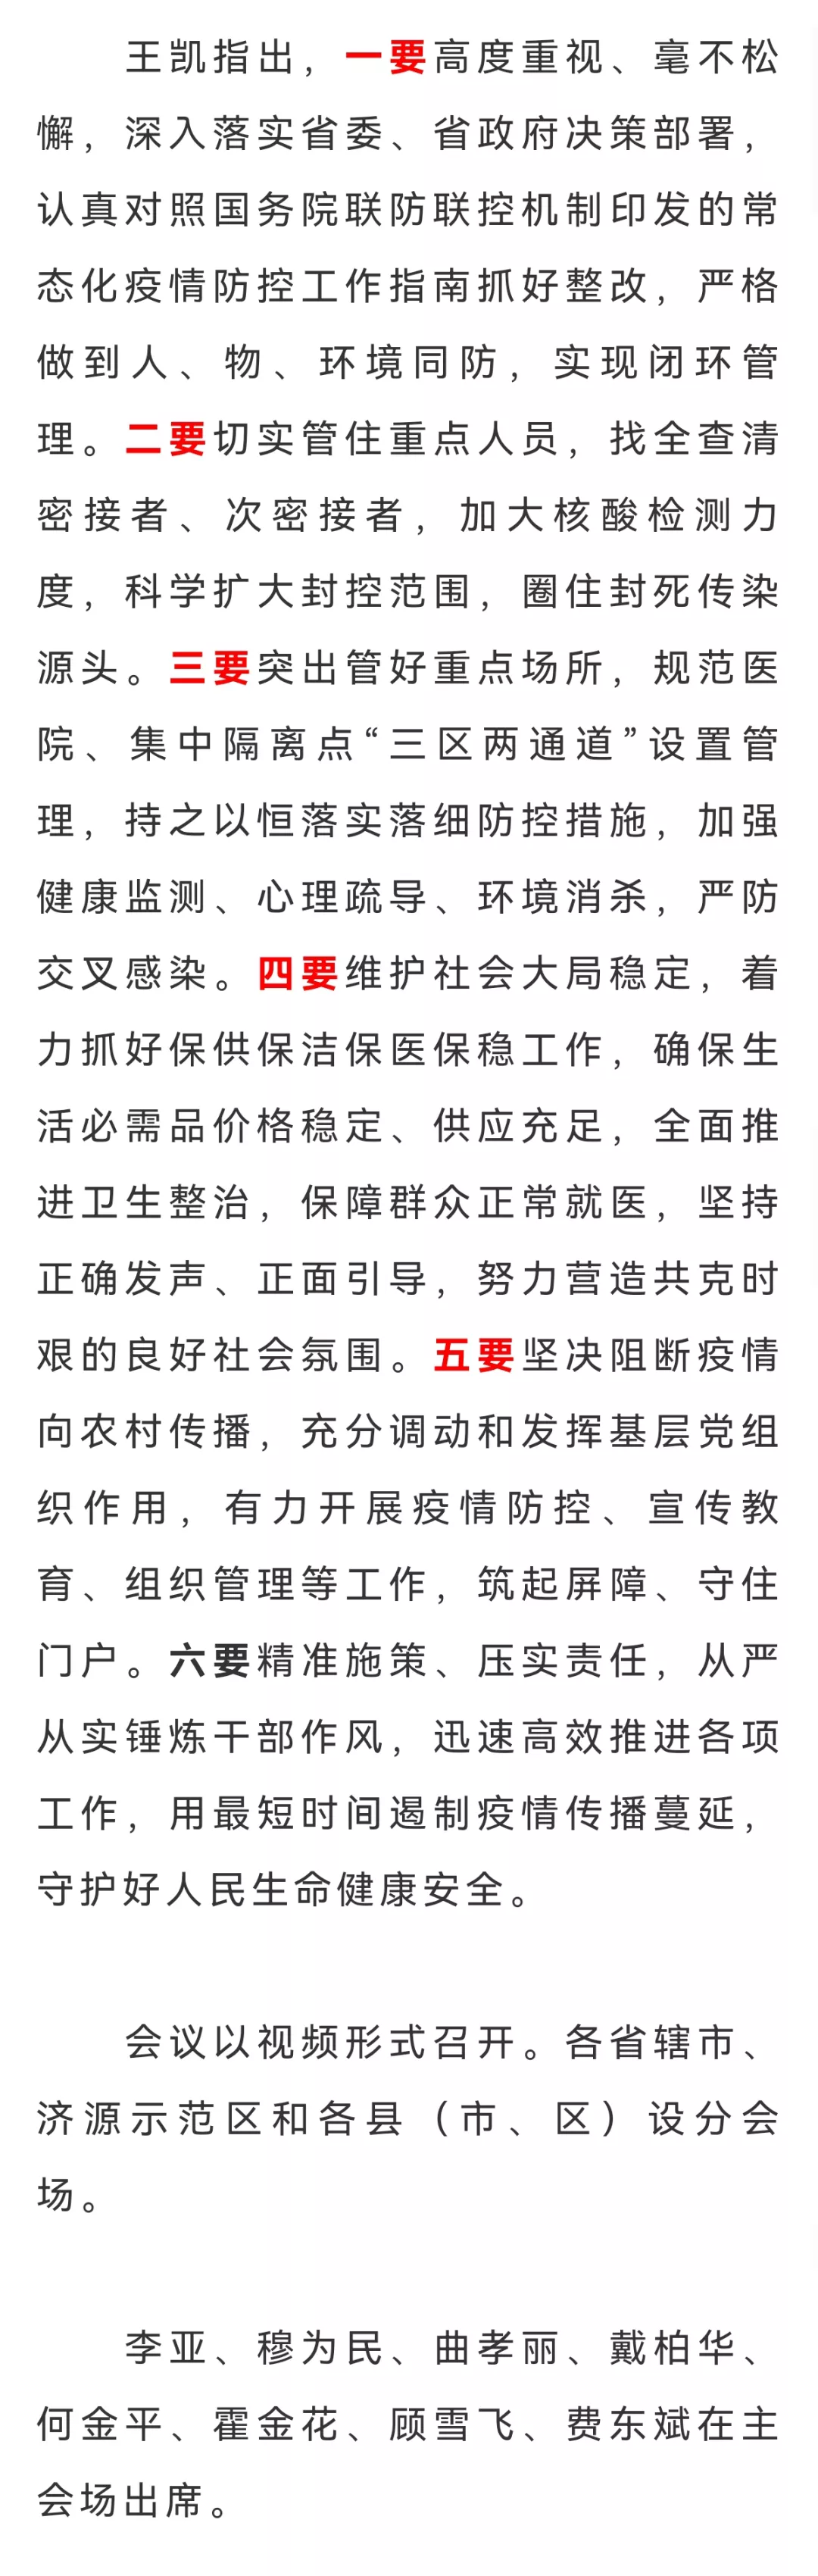 王凯指出，一要高度重视、毫不松
懈，深入落实省委、省政府决策部署，
认真对照国务院联防联控机制印发的常
态化疫情防控工作指南抓好整改，严格
做到人、物、环境同防，实现闭环管
理。二要切实管住重点人员，找全查清
密接者、次密接者，加大核酸检测力
度，科学扩大封控范围，圈住封死传染
源头。三要突出管好重点场所，规范医
院、集中隔离点“三区两通道”设置管
理，持之以恒落实落细防控措施，加强
健康监测、心理疏导、环境消杀，严防
交叉感染。四要维护社会大局稳定，着
力抓好保供保洁保医保稳工作，确保生
活必需品价格稳定、供应充足，全面推
进卫生整治，保障群众正常就医，坚持
正确发声、正面引导，努力营造共克时
艰的良好社会氛围。五要坚决阻断疫情
向农村传播，充分调动和发挥基层党组
织作用，有力开展疫情防控、宣传教
育、组织管理等工作，筑起屏障、守住
门户。六要精准施策、压实责任，从严
从实锤炼干部作风，迅速高效推进各项
工作，用最短时间遏制疫情传播蔓延，
守护好人民生命健康安全。
会议以视频形式召开。各省辖市、
济源示范区和各县（市、区）设分会
场。
李亚、穆为民、曲孝丽、戴柏华、
何金平、霍金花、顾雪飞、费东斌在主
会场出席。